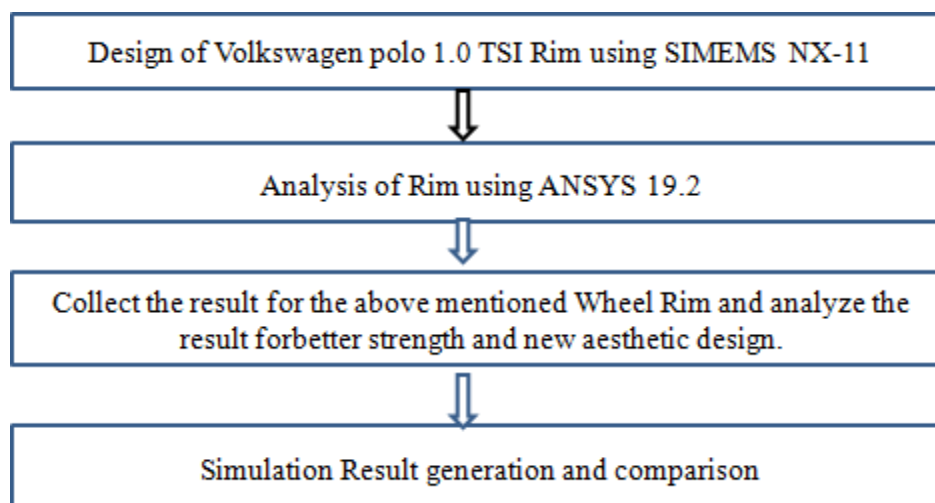 Design of Volkswagen polo 1.0 TSI Rim using SIMEMS NX-11
Analysis of Rim using ANSYS 19.2
Collect the result for the above mentioned Wheel Rim and analyze the
result forbetter strength and new aesthetic design.
Simulation Result generation and comparison